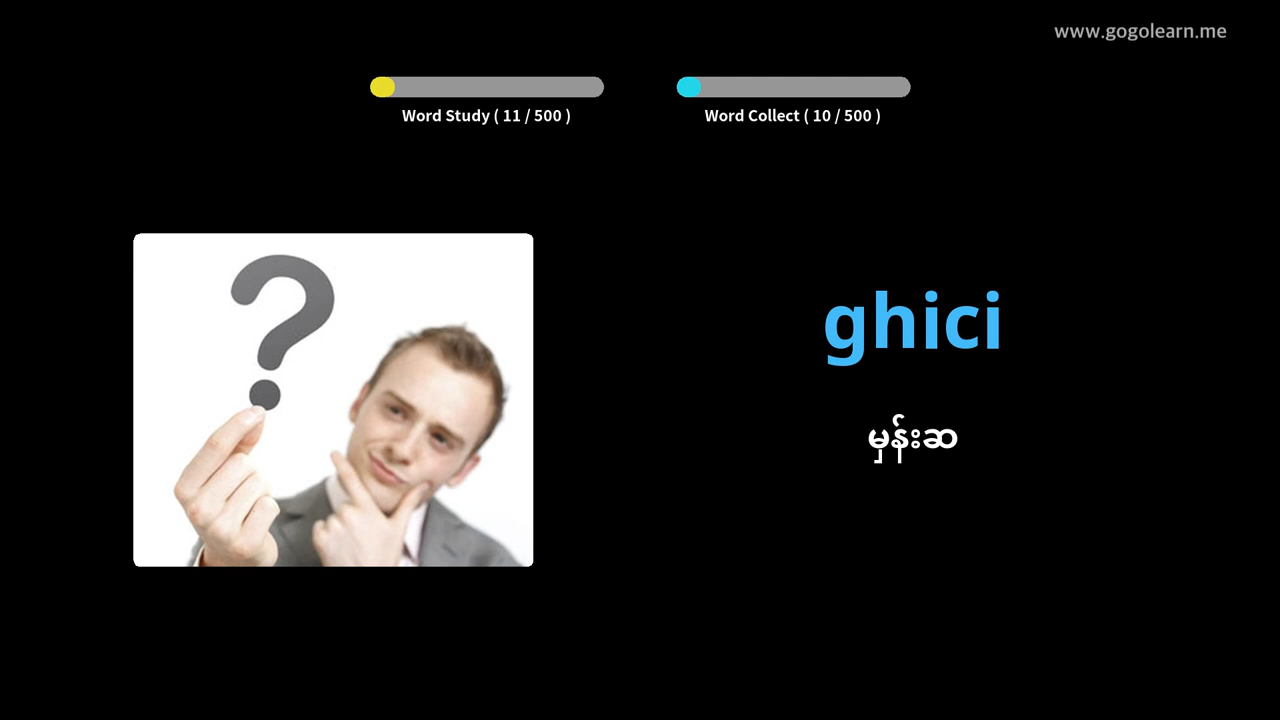 www.gogolearn.me
Word Study ( 11 / 500 )
Word Collect ( 10 / 500 )
?
ghici
မှန်းဆ